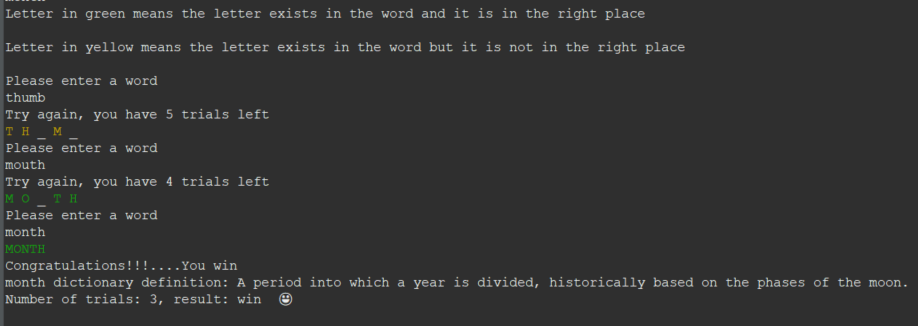 Letter in green means the letter exists in the word and it is in the right place
Letter in yellow means the letter exists in the word but it is not in the right place
Please enter a word
thumb
Try again, you have 5 trials left
T H _ M _
Please enter a word
mouth
Try again, you have 4 trials left
M O _ T H
Please enter a word
month
MONTH
Congratulations!!!....You win
month dictionary definition: A period into which a year is divided, historically based on the phases of the moon.
Number of trials: 3, result: win 😃